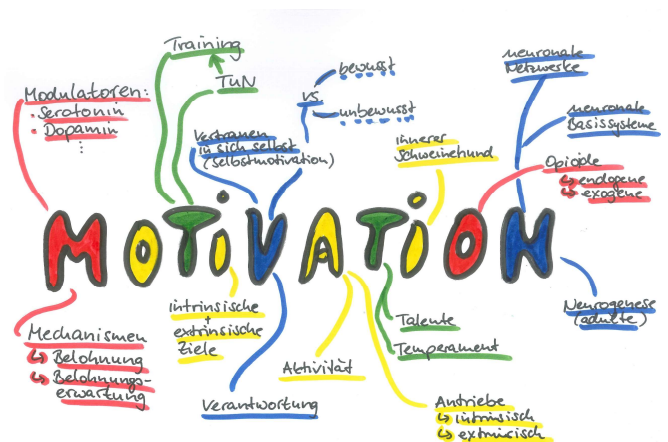 Training
TuN
Modulatoren:
· Serotonin
· Dopamin
⋮
bewusst
vs.
unbewusst
Vertrauen
in sich selbst
(selbstmotivation)
innerer
Schweinehund
neuronale
Netzwerke
neuronale
Basissysteme
Opioide
↳ endogene
↳ exogene
MOTiVATiON
Mechanismen
↳ Belohnung
↳ Belohnungs-
erwartung
intrinsische
+
extrinsische
Ziele
Verantwortung
Aktivität
Talente
Temperament
Antriebe
↳ intrinsisch
↳ extrinsisch
Neurogenese
(adulte)